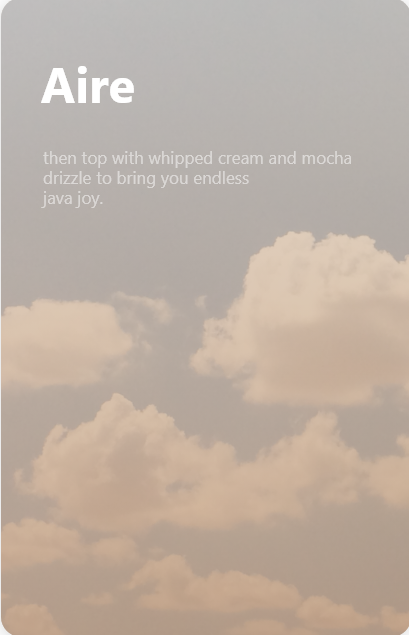 Aire
then top with whipped cream and mocha
drizzle to bring you endless
java joy.